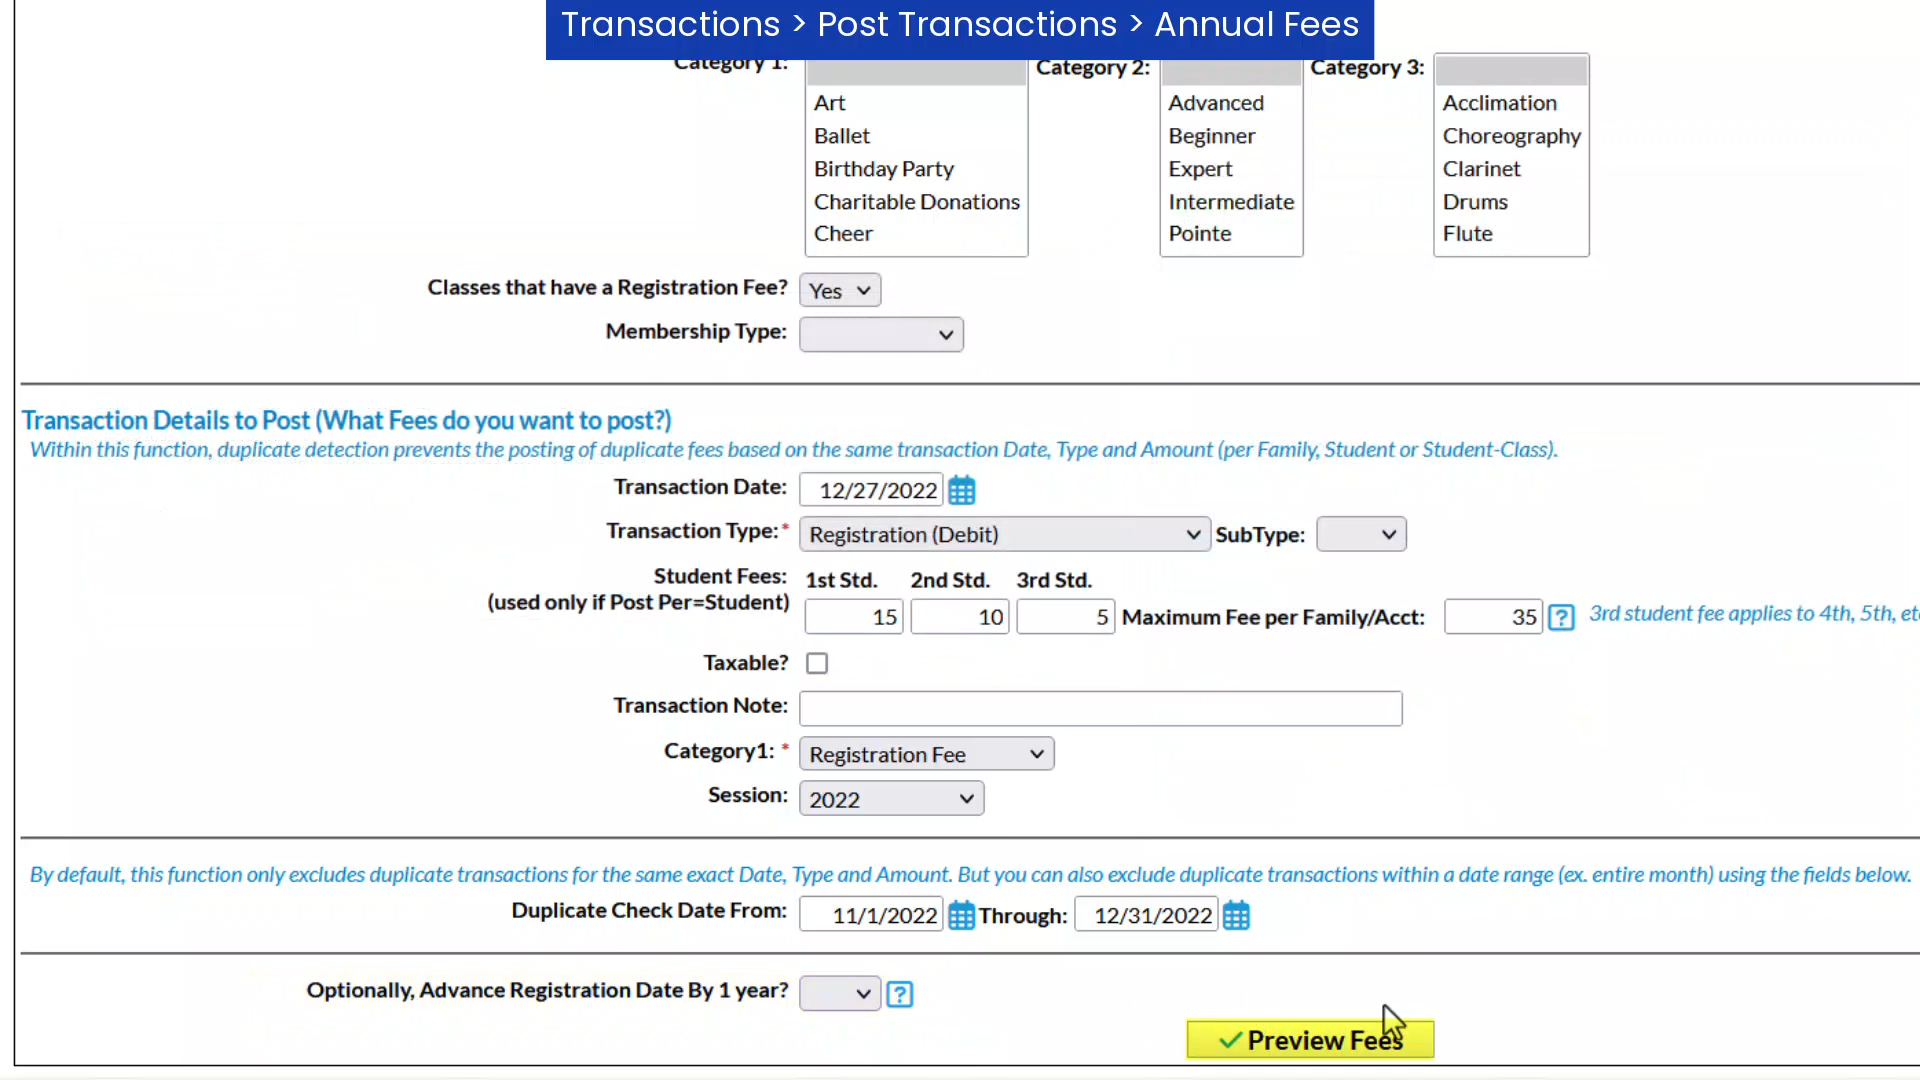 Transactions > Post Transactions > Annual Fees
Category 1: Category 2: Category 3:
Art Advanced Acclimation
Ballet Beginner Choreography
Birthday Party Expert Clarinet
Charitable Donations Intermediate Drums
Cheer Pointe Flute
Classes that have a Registration Fee? Yes
Membership Type:
Transaction Details to Post (What Fees do you want to post?)
Within this function, duplicate detection prevents the posting of duplicate fees based on the same transaction Date, Type and Amount (per Family, Student or Student-Class).
Transaction Date: 12/27/2022
Transaction Type:* Registration (Debit) SubType:
Student Fees: 1st Std. 2nd Std. 3rd Std.
(used only if Post Per=Student) 15 10 5 Maximum Fee per Family/Acct: 35 ? 3rd student fee applies to 4th, 5th,
Taxable?
Transaction Note:
Category1: * Registration Fee
Session: 2022
By default, this function only excludes duplicate transactions for the same exact Date, Type and Amount. But you can also exclude duplicate transactions within a date range (ex. entire month) using the fields below.
Duplicate Check Date From: 11/1/2022 Through: 12/31/2022
Optionally, Advance Registration Date By 1 year? ?
Preview Fees